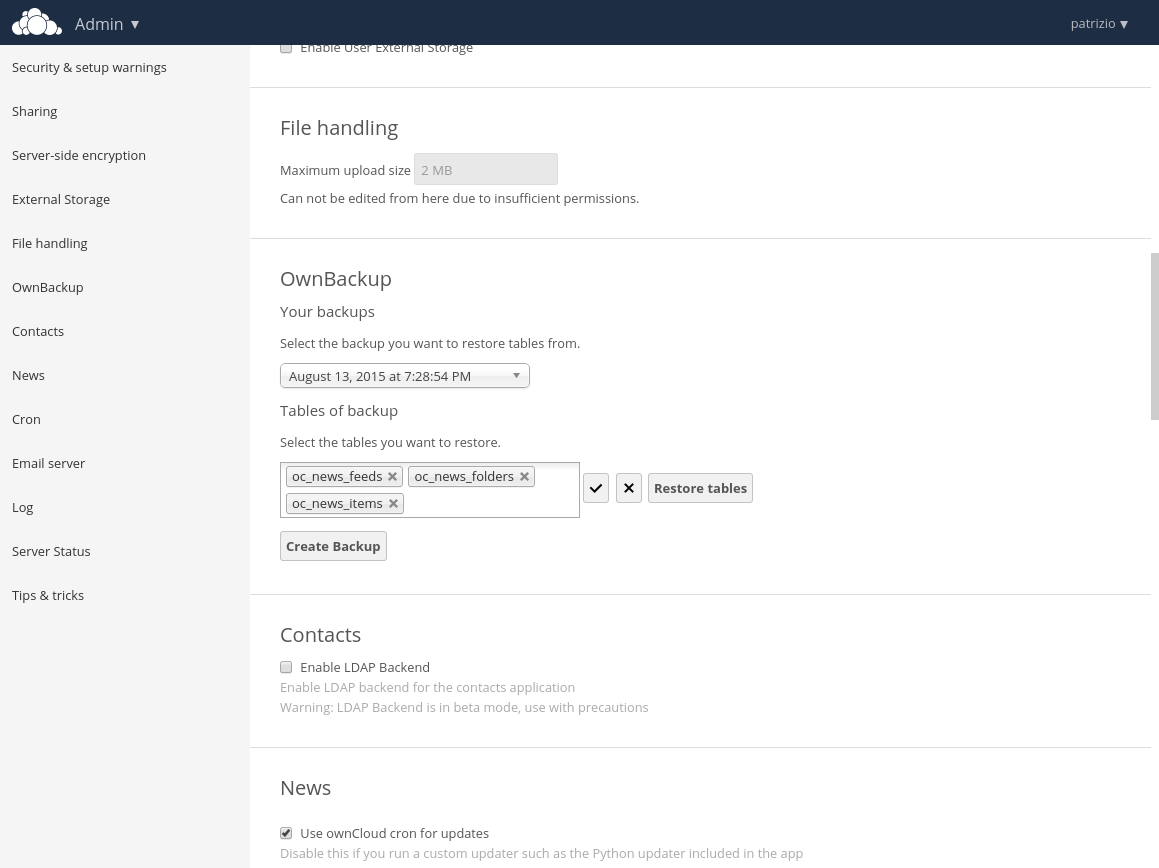 Admin ▼
patrizio ▼
Security & setup warnings
Sharing
Server-side encryption
External Storage
File handling
OwnBackup
Contacts
News
Cron
Email server
Log
Server Status
Tips & tricks
Enable User External Storage
File handling
Maximum upload size 2 MB
Can not be edited from here due to insufficient permissions.
OwnBackup
Your backups
Select the backup you want to restore tables from.
August 13, 2015 at 7:28:54 PM
Tables of backup
Select the tables you want to restore.
oc_news_feeds oc_news_folders
oc_news_items
Restore tables
Create Backup
Contacts
Enable LDAP Backend
Enable LDAP backend for the contacts application
Warning: LDAP Backend is in beta mode, use with precautions
News
Use ownCloud cron for updates
Disable this if you run a custom updater such as the Python updater included in the app